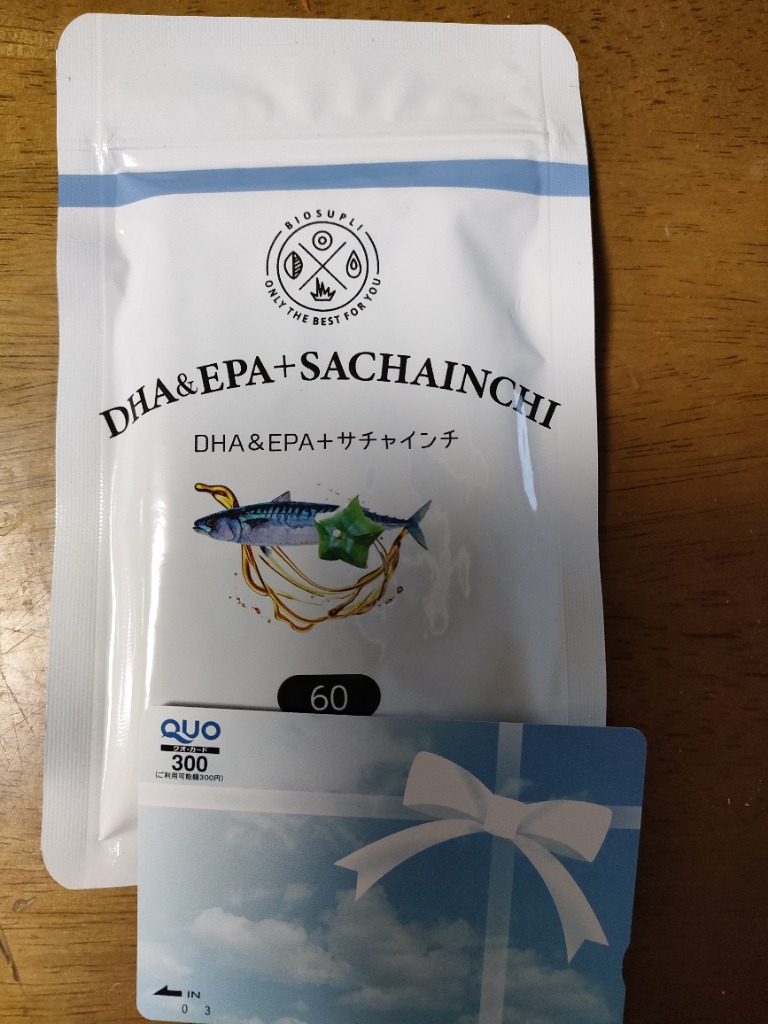 BIOSUPLI
ONLY THE BEST FOR YOU
DHA&EPA+SACHAINCHI
DHA&EPA+サチャインチ
60
QUO
クオ・カード
300
(ご利用可能額300円)
IN
0 3